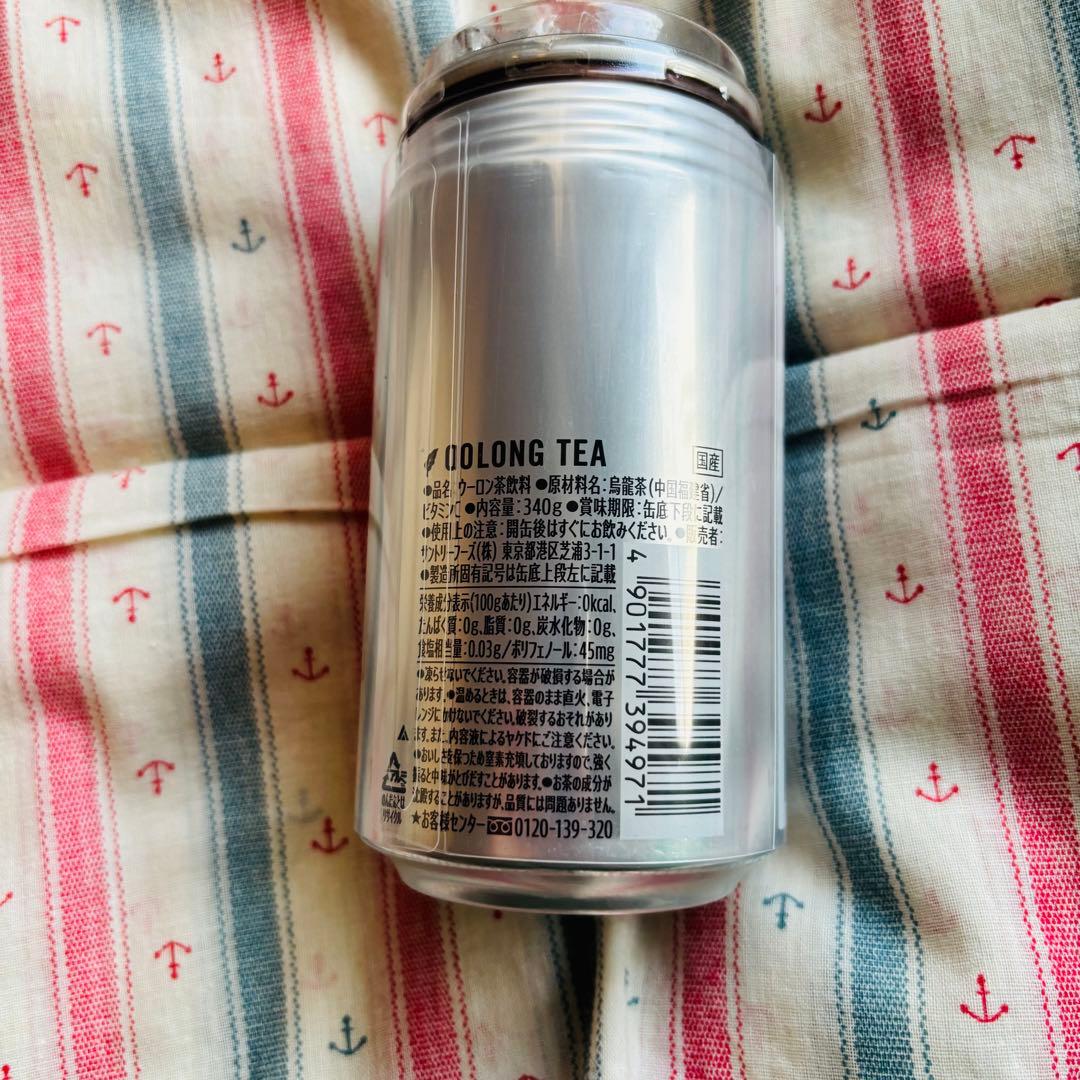 OOLONG TEA
国産
●品名:ウーロン茶飲料 ●原材料名:烏龍茶(中国福建省)/
ビタミンC ●内容量:340g ●賞味期限:缶底下段に記載
●使用上の注意:開缶後はすぐにお飲みください。 ●販売者:
サントリーフーズ(株) 東京都港区芝浦3-1-1
●製造所固有記号は缶底上段左に記載
栄養成分表示(100gあたり)エネルギー:0kcal、
たんぱく質:0g、脂質:0g、炭水化物:0g、
食塩相当量:0.03g/ポリフェノール:45mg
●凍らせないでください。容器が破損する場合が
あります。●温めるときは、容器のまま直火、電子
レンジにかけないでください。破裂するおそれがあり
ます。また、内容液によるヤケドにご注意ください。
●おいしさを保つため窒素充填しておりますので、強く
振ると中味がとびだすことがあります。●お茶の成分が
沈殿することがありますが、品質には問題ありません。
★お客様センター 0120-139-320
アルミ
のんだあとは
リサイクル
4 901777 394971